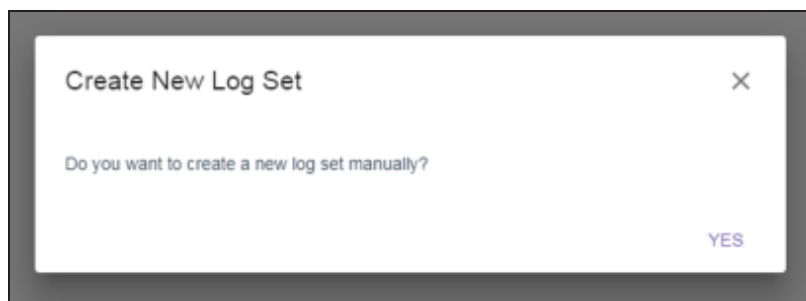 Create New Log Set
Do you want to create a new log set manually?
YES